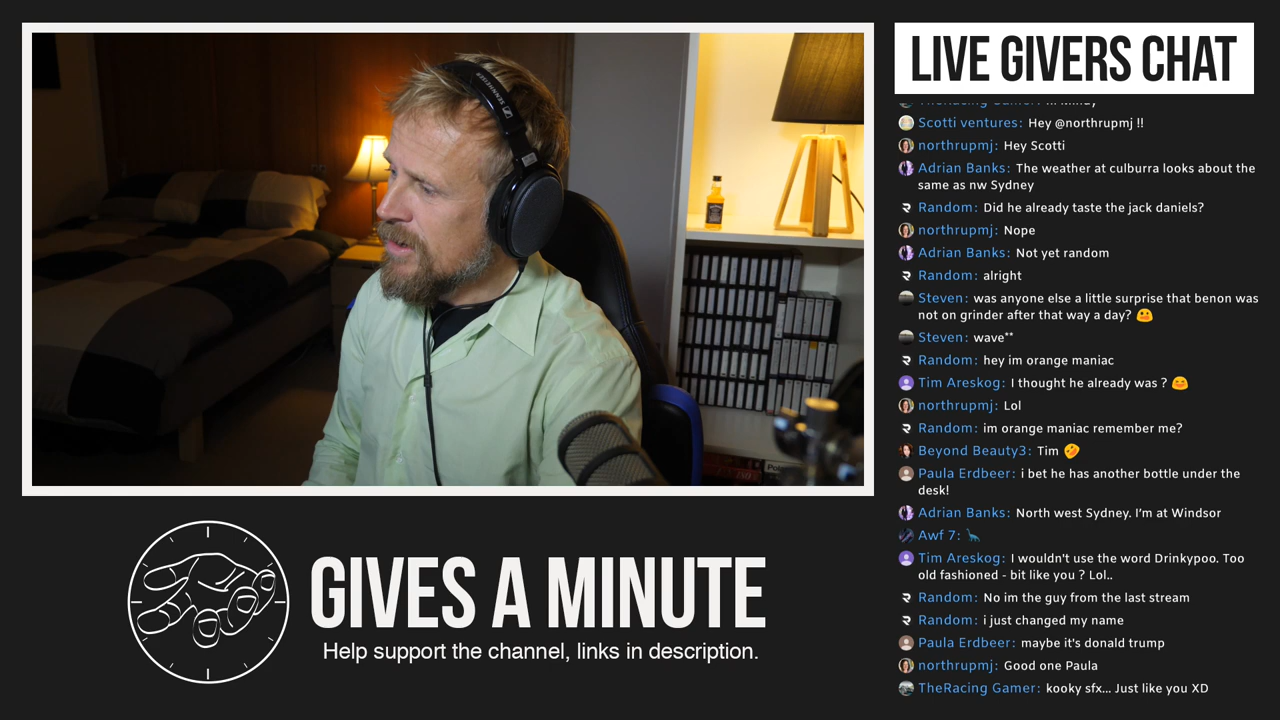 LIVE GIVERS CHAT
Scotti ventures: Hey @northrupmj !!
northrupmj: Hey Scotti
Adrian Banks: The weather at culburra looks about the
same as nw Sydney
Random: Did he already taste the jack daniels?
northrupmj: Nope
Adrian Banks: Not yet random
Random: alright
Steven: was anyone else a little surprise that benon was
not on grinder after that way a day? 😕
Steven: wave**
Random: hey im orange maniac
Tim Areskog: I thought he already was ? 😄
northrupmj: Lol
Random: im orange maniac remember me?
Beyond Beauty3: Tim 🤣
Paula Erdbeer: i bet he has another bottle under the
desk!
Adrian Banks: North west Sydney. I'm at Windsor
Awf 7: 🦕
Tim Areskog: I wouldn't use the word Drinkypoo. Too
old fashioned - bit like you ? Lol..
Random: No im the guy from the last stream
Random: i just changed my name
Paula Erdbeer: maybe it's donald trump
northrupmj: Good one Paula
TheRacing Gamer: kooky sfx... Just like you XD
SENNHEISER
GIVES A MINUTE
Help support the channel, links in description.